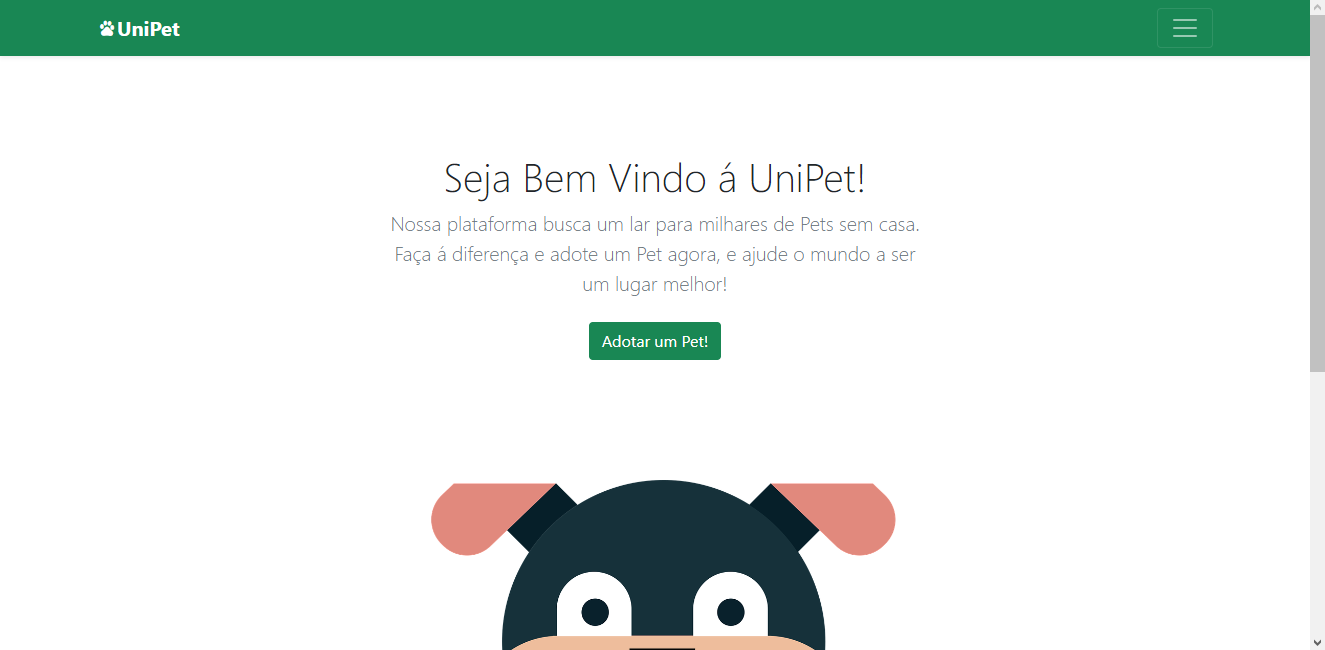 UniPet
Seja Bem Vindo á UniPet!
Nossa plataforma busca um lar para milhares de Pets sem casa.
Faça á diferença e adote um Pet agora, e ajude o mundo a ser
um lugar melhor!
Adotar um Pet!